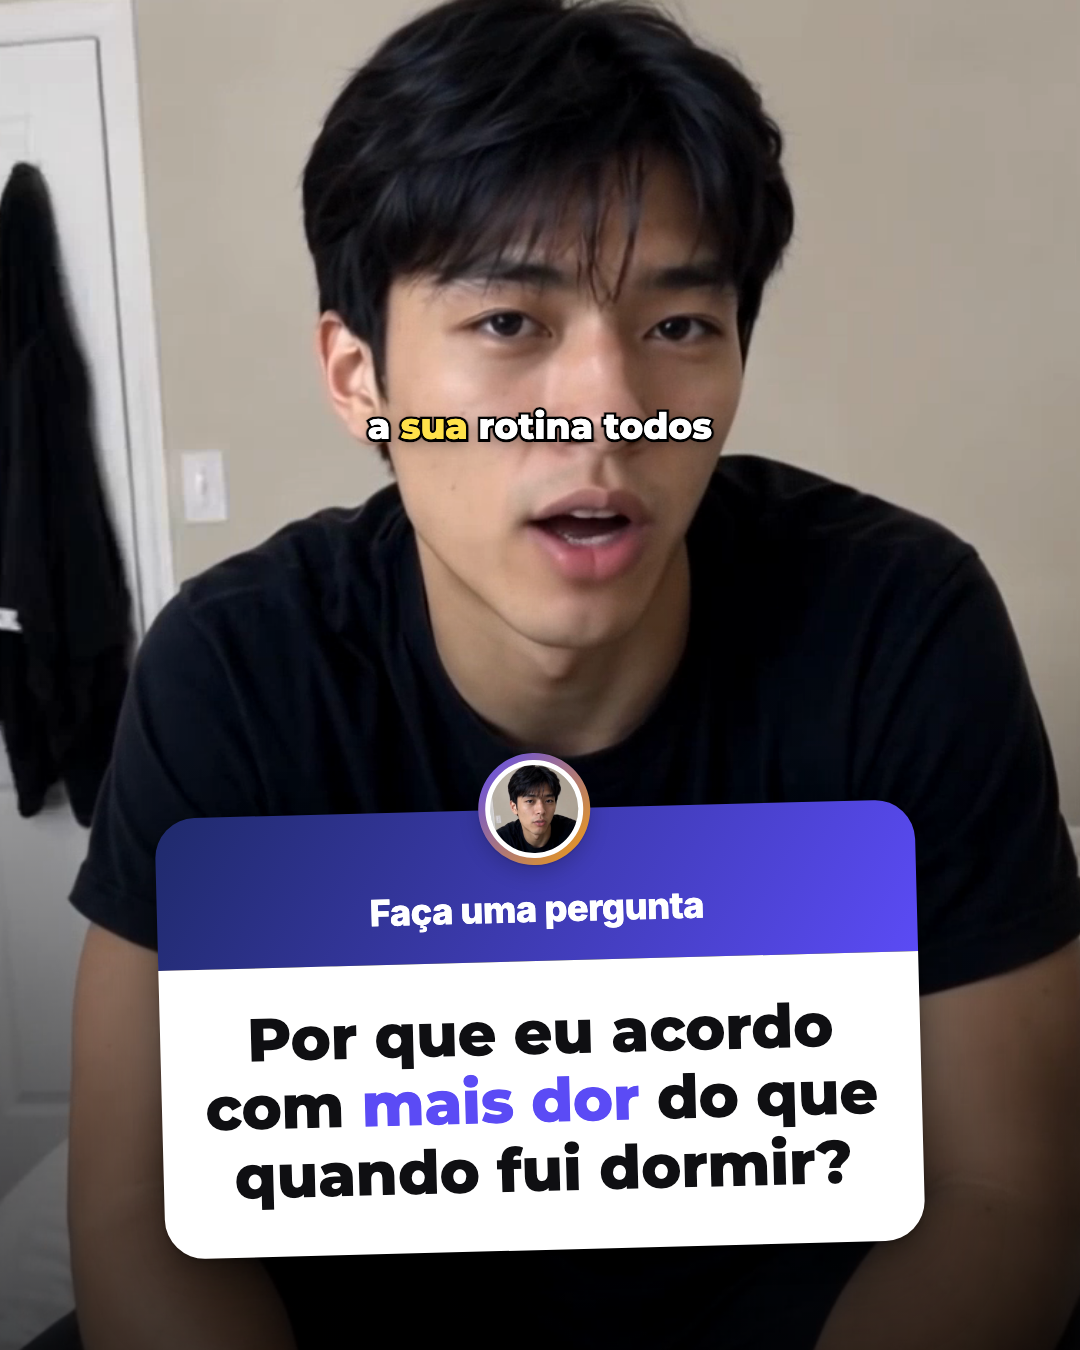 a sua rotina todos
Faça uma pergunta
Por que eu acordo
com mais dor do que
quando fui dormir?